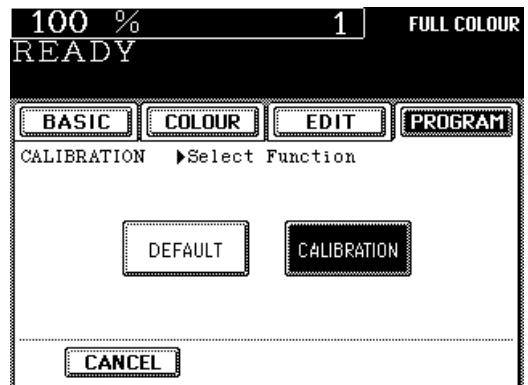 100 % 1 FULL COLOUR
READY
BASIC COLOUR EDIT PROGRAM
CALIBRATION ▶Select Function
DEFAULT CALIBRATION
CANCEL